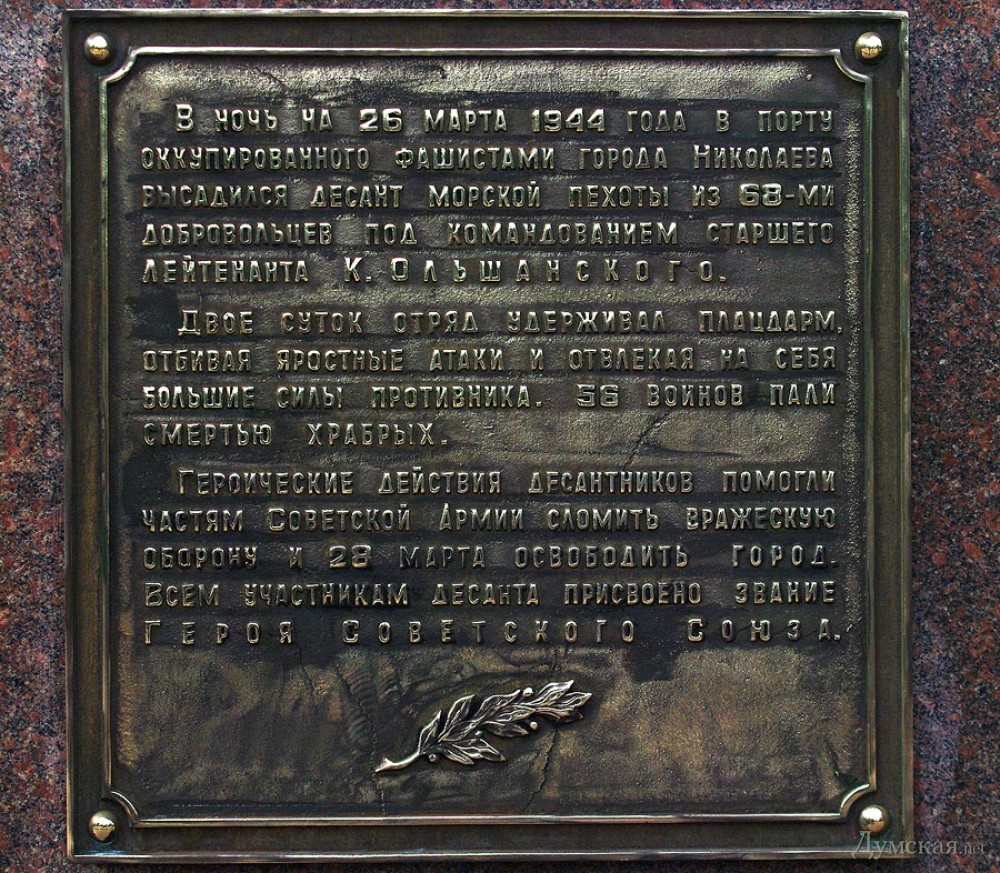 В ночь на 26 марта 1944 года в порту
оккупированного фашистами города Николаева
высадился десант морской пехоты из 68-ми
добровольцев под командованием старшего
лейтенанта К. Ольшанского.
Двое суток отряд удерживал плацдарм,
отбивая яростные атаки и отвлекая на себя
большие силы противника. 56 воинов пали
смертью храбрых.
Героические действия десантников помогли
частям Советской Армии сломить вражескую
оборону и 28 марта освободить город.
Всем участникам десанта присвоено звание
Героя Советского Союза.
Думская.net